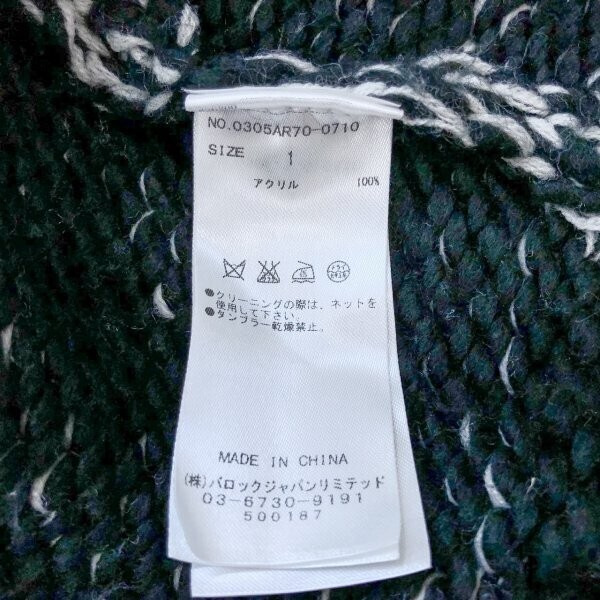 NO.0305AR70-0710
SIZE 1
アクリル 100%
ドライ
●クリーニングの際は、ネットを
使用して下さい。
●タンブラー乾燥禁止。
MADE IN CHINA
(株)バロックジャパンリミテッド
03-6730-9191
500187